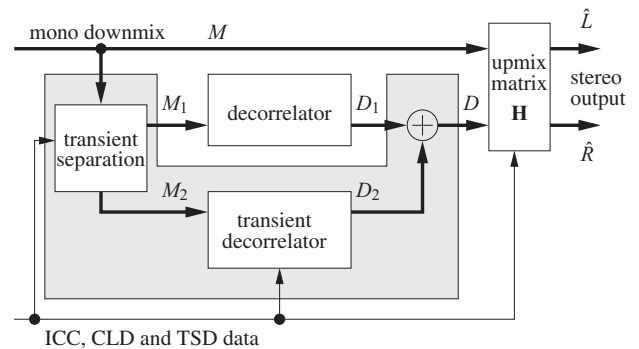 mono downmix
M
L̂
upmix
matrix
H
stereo
output
R̂
M1
decorrelator
D1
D
transient
separation
M2
D2
transient
decorrelator
ICC, CLD and TSD data